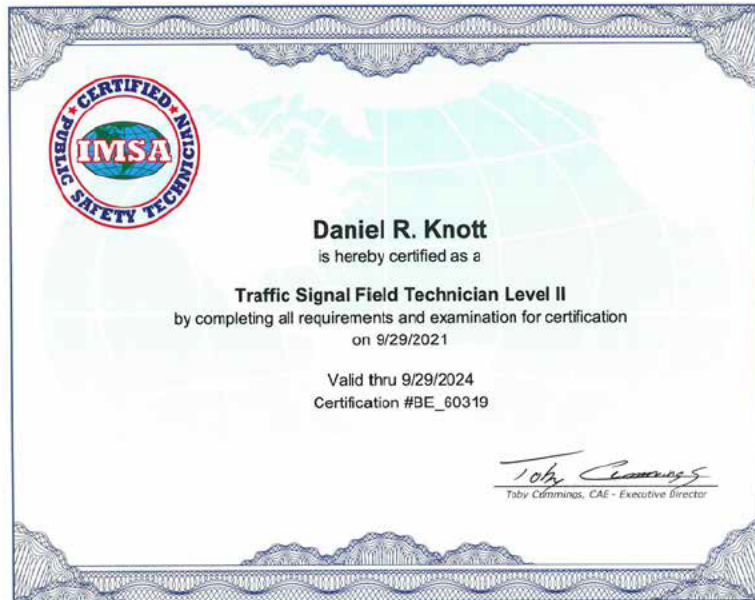 ★ CERTIFIED ★
PUBLIC SAFETY TECHNICIAN
IMSA
Daniel R. Knott
is hereby certified as a
Traffic Signal Field Technician Level II
by completing all requirements and examination for certification
on 9/29/2021
Valid thru 9/29/2024
Certification #BE_60319
Toby Cummings
Toby Cummings, CAE - Executive Director